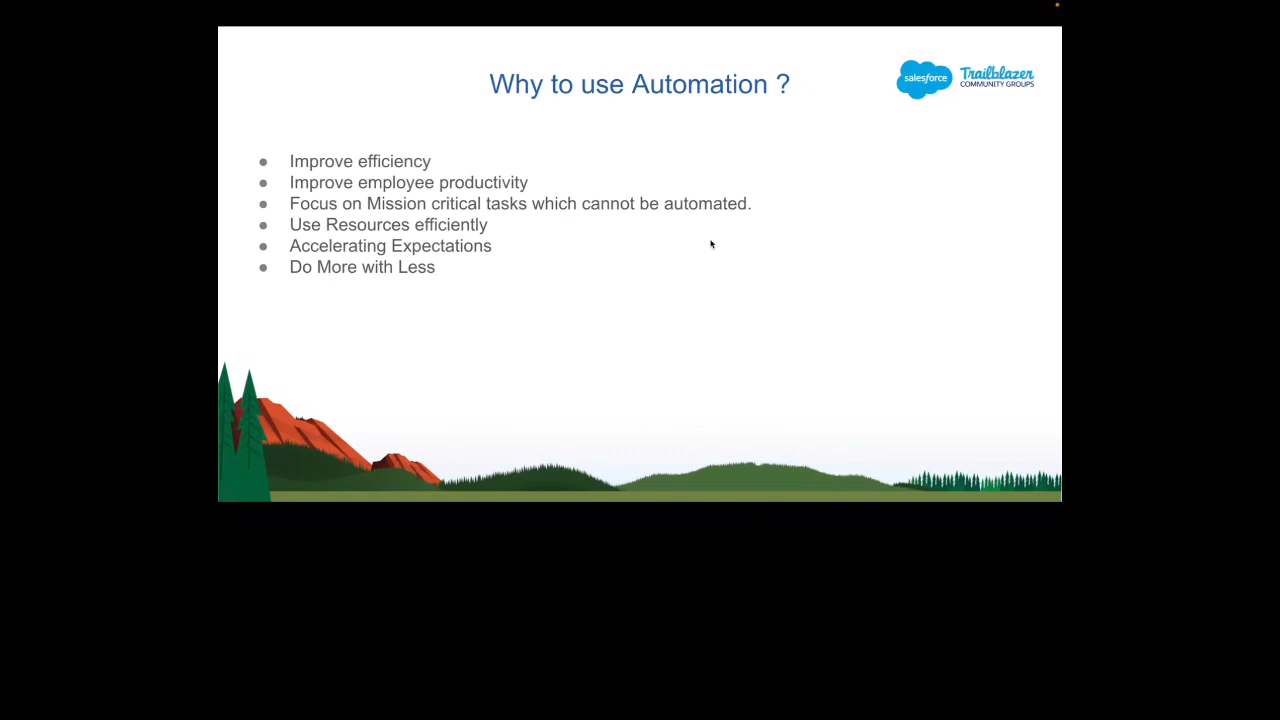 Why to use Automation ?
salesforce
Trailblazer
COMMUNITY GROUPS
● Improve efficiency
● Improve employee productivity
● Focus on Mission critical tasks which cannot be automated.
● Use Resources efficiently
● Accelerating Expectations
● Do More with Less